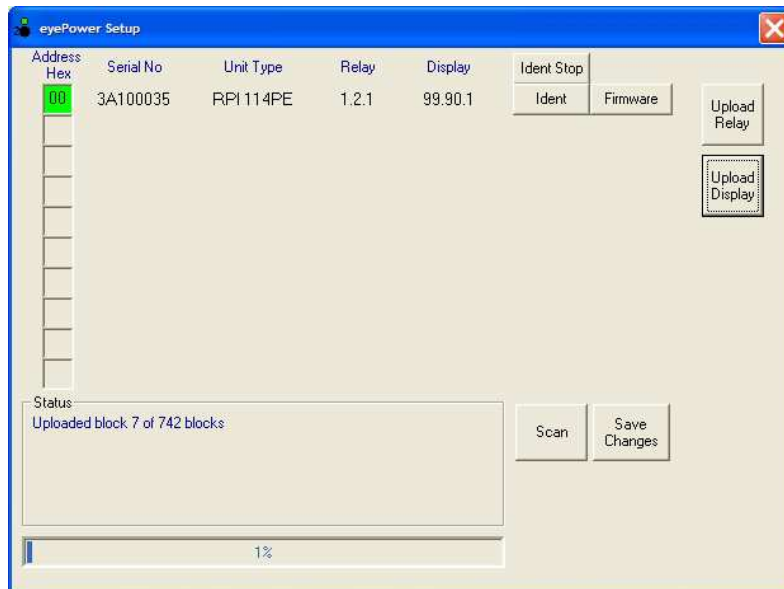 eyePower Setup
Address Hex Serial No Unit Type Relay Display Ident Stop
00 3A100035 RPI 114PE 1.2.1 99.90.1 Ident Firmware
Upload Relay
Upload Display
Status
Uploaded block 7 of 742 blocks
Scan Save Changes
1%